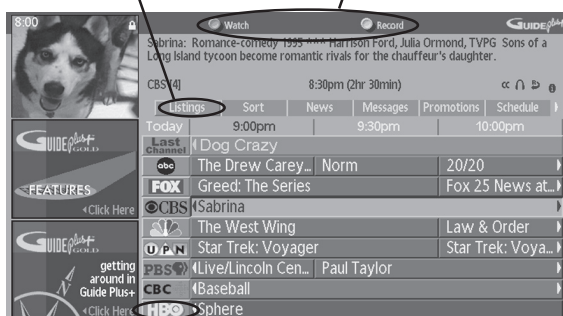 8:00
Watch Record GUIDE plus+
Sabrina: Romance-comedy 1995 *** Harrison Ford, Julia
Ormond, TVPG Sons of a
Long Island tycoon become romantic rivals for the chauffeur's daughter.
CBS[4] 8:30pm (2hr 30min)
Listings Sort News Messages Promotions Schedule
Today 9:00pm 9:30pm 10:00pm
Last Channel Dog Crazy
abc The Drew Carey... Norm 20/20
FOX Greed: The Series Fox 25 News at...
CBS Sabrina
The West Wing Law & Order
UPN Star Trek: Voyager Star Trek: Voya...
PBS Live/Lincoln Cen... Paul Taylor
CBC Baseball
HBO Sphere
GUIDE plus+ GOLD
FEATURES
Click Here
GUIDE plus+ GOLD
getting
around in
Guide Plus+
Click Here